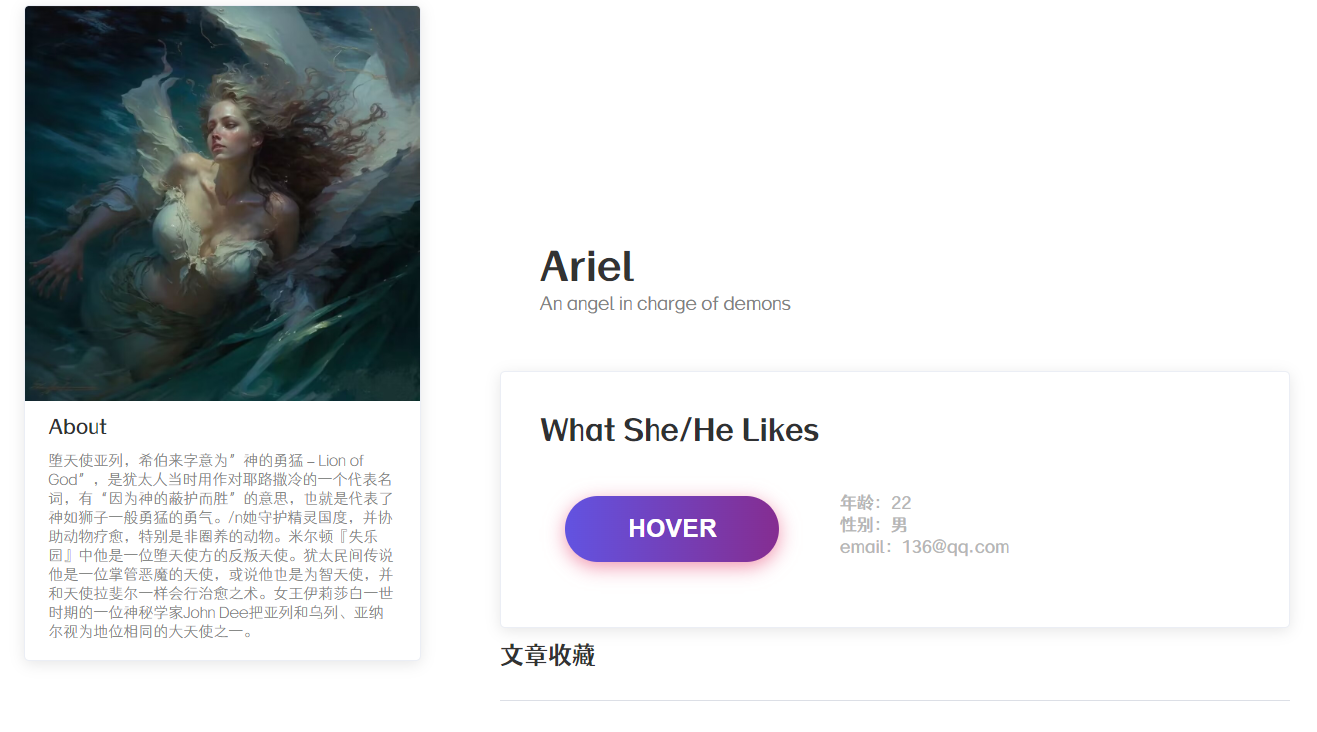 About
堕天使亚列，希伯来字意为”神的勇猛 – Lion of
God”，是犹太人当时用作对耶路撒冷的一个代表名
词，有“因为神的蔽护而胜”的意思，也就是代表了
神如狮子一般勇猛的勇气。/n她守护精灵国度，并协
助动物疗愈，特别是非圈养的动物。米尔顿『失乐
园』中他是一位堕天使方的反叛天使。犹太民间传说
他是一位掌管恶魔的天使，或说他也是为智天使，并
和天使拉斐尔一样会行治愈之术。女王伊莉莎白一世
时期的一位神秘学家John Dee把亚列和乌列、亚纳
尔视为地位相同的大天使之一。
Ariel
An angel in charge of demons
What She/He Likes
HOVER
年龄：22
性别：男
email：136@qq.com
文章收藏